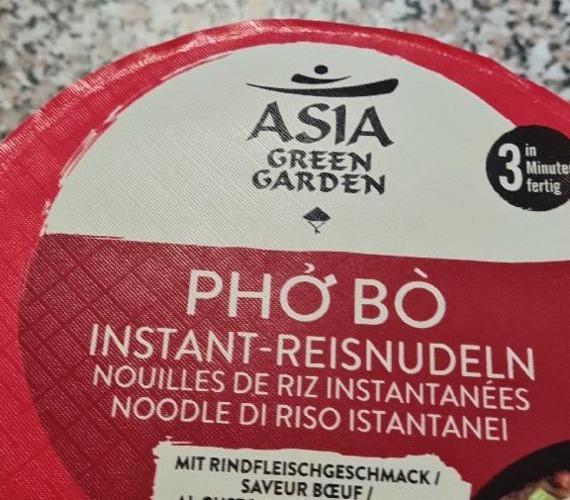 ASIA
GREEN
GARDEN
3 in
Minuten
fertig
PHỞ BÒ
INSTANT-REISNUDELN
NOUILLES DE RIZ INSTANTANÉES
NOODLE DI RISO ISTANTANEI
MIT RINDFLEISCHGESCHMACK /
SAVEUR BŒUF /